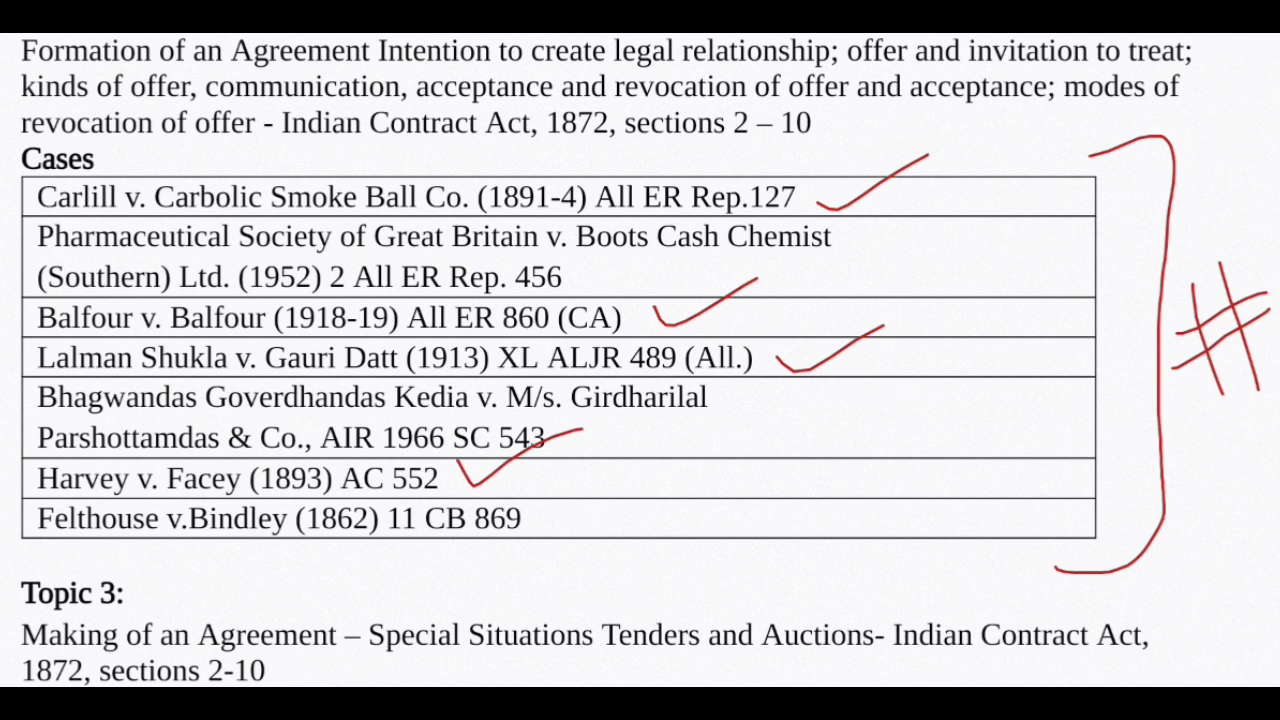 Formation of an Agreement Intention to create legal relationship; offer and invitation to treat;
kinds of offer, communication, acceptance and revocation of offer and acceptance; modes of
revocation of offer - Indian Contract Act, 1872, sections 2 – 10
Cases
Carlill v. Carbolic Smoke Ball Co. (1891-4) All ER Rep.127
Pharmaceutical Society of Great Britain v. Boots Cash Chemist
(Southern) Ltd. (1952) 2 All ER Rep. 456
Balfour v. Balfour (1918-19) All ER 860 (CA)
Lalman Shukla v. Gauri Datt (1913) XL ALJR 489 (All.)
Bhagwandas Goverdhandas Kedia v. M/s. Girdharilal
Parshottamdas & Co., AIR 1966 SC 543
Harvey v. Facey (1893) AC 552
Felthouse v.Bindley (1862) 11 CB 869
#
Topic 3:
Making of an Agreement – Special Situations Tenders and Auctions- Indian Contract Act,
1872, sections 2-10